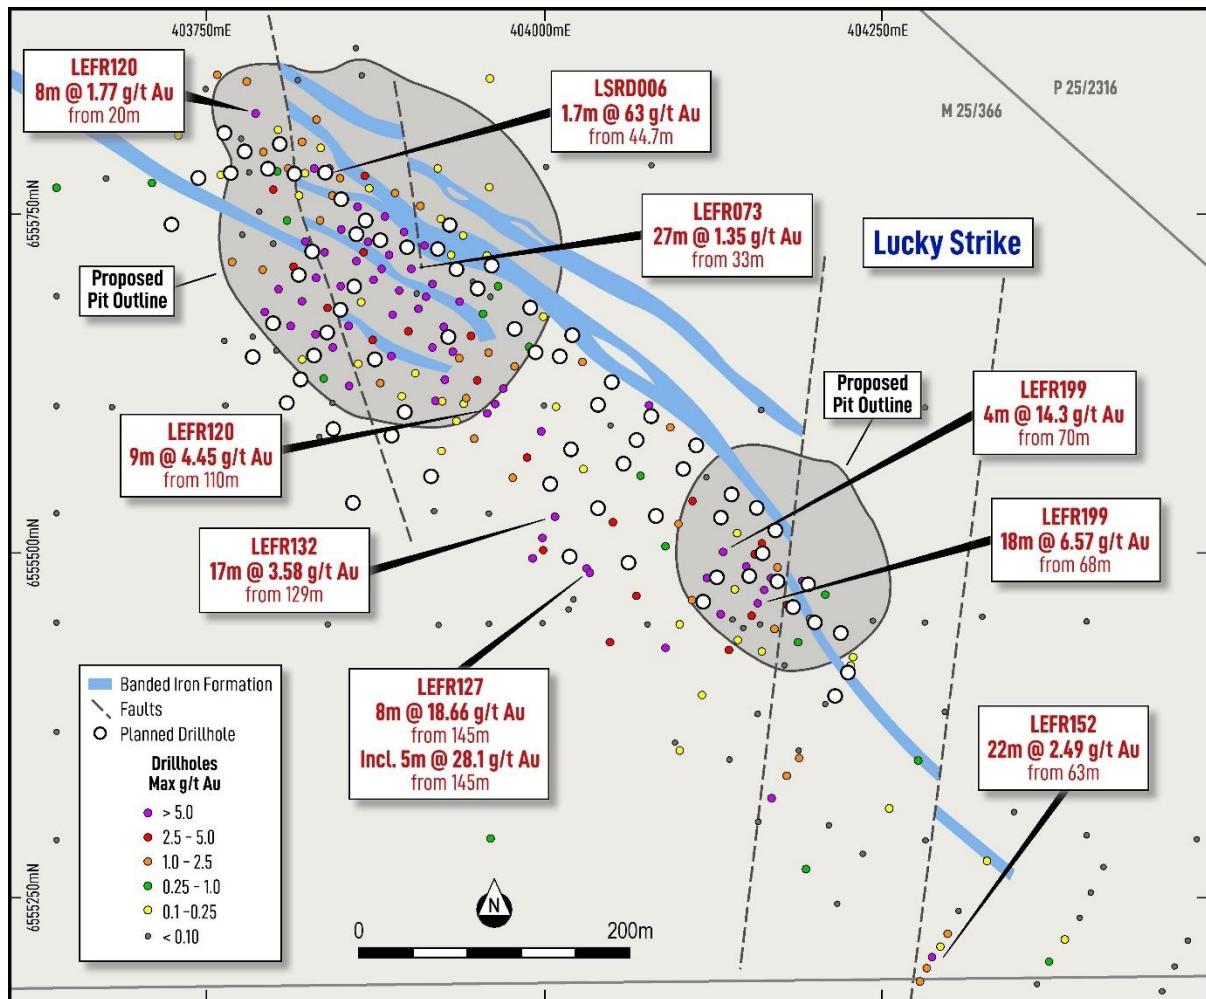 403750mE
404000mE
404250mE
LEFR120
8m @ 1.77 g/t Au
from 20m
LSRD006
1.7m @ 63 g/t Au
from 44.7m
P 25/2316
M 25/366
6555750mN
LEFR073
27m @ 1.35 g/t Au
from 33m
Lucky Strike
Proposed
Pit Outline
Proposed
Pit Outline
LEFR199
4m @ 14.3 g/t Au
from 70m
LEFR120
9m @ 4.45 g/t Au
from 110m
6555500mN
LEFR199
18m @ 6.57 g/t Au
from 68m
LEFR132
17m @ 3.58 g/t Au
from 129m
LEFR127
8m @ 18.66 g/t Au
from 145m
Incl. 5m @ 28.1 g/t Au
from 145m
LEFR152
22m @ 2.49 g/t Au
from 63m
Banded Iron Formation
Faults
Planned Drillhole
Drillholes
Max g/t Au
> 5.0
2.5 - 5.0
1.0 - 2.5
0.25 - 1.0
0.1 -0.25
< 0.10
6555250mN
N
0
200m